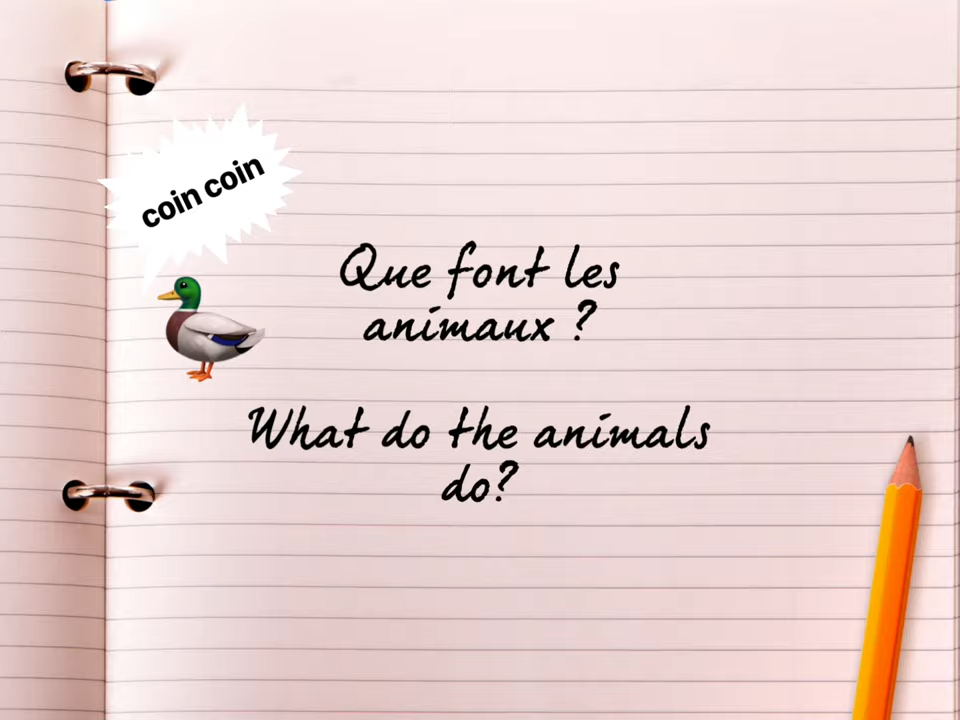 coin coin
Que font les
animaux ?
What do the animals
do?